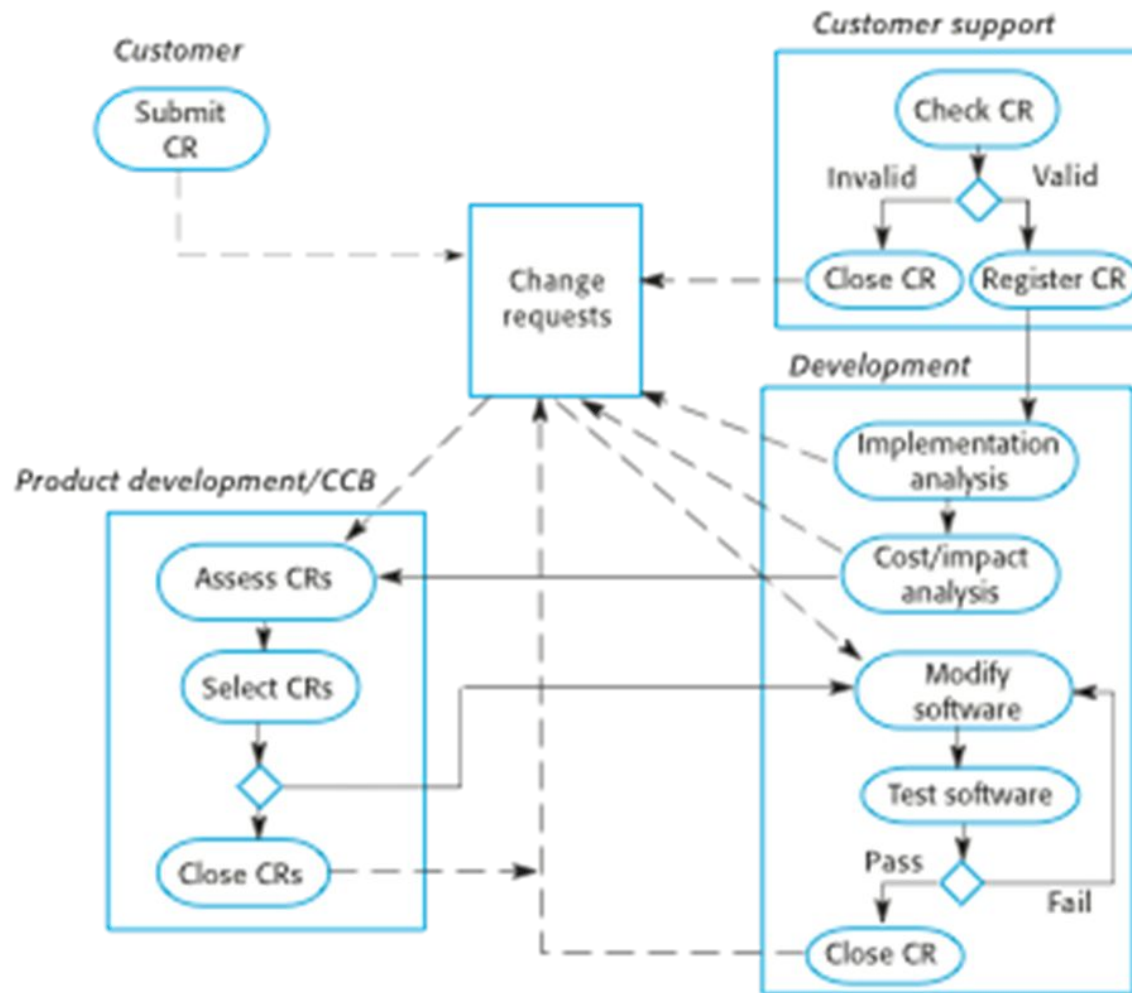 Customer
Submit
CR
Customer support
Check CR
Invalid
Valid
Close CR
Register CR
Change
requests
Development
Implementation
analysis
Cost/impact
analysis
Modify
software
Test software
Pass
Fail
Close CR
Product development/CCB
Assess CRs
Select CRs
Close CRs